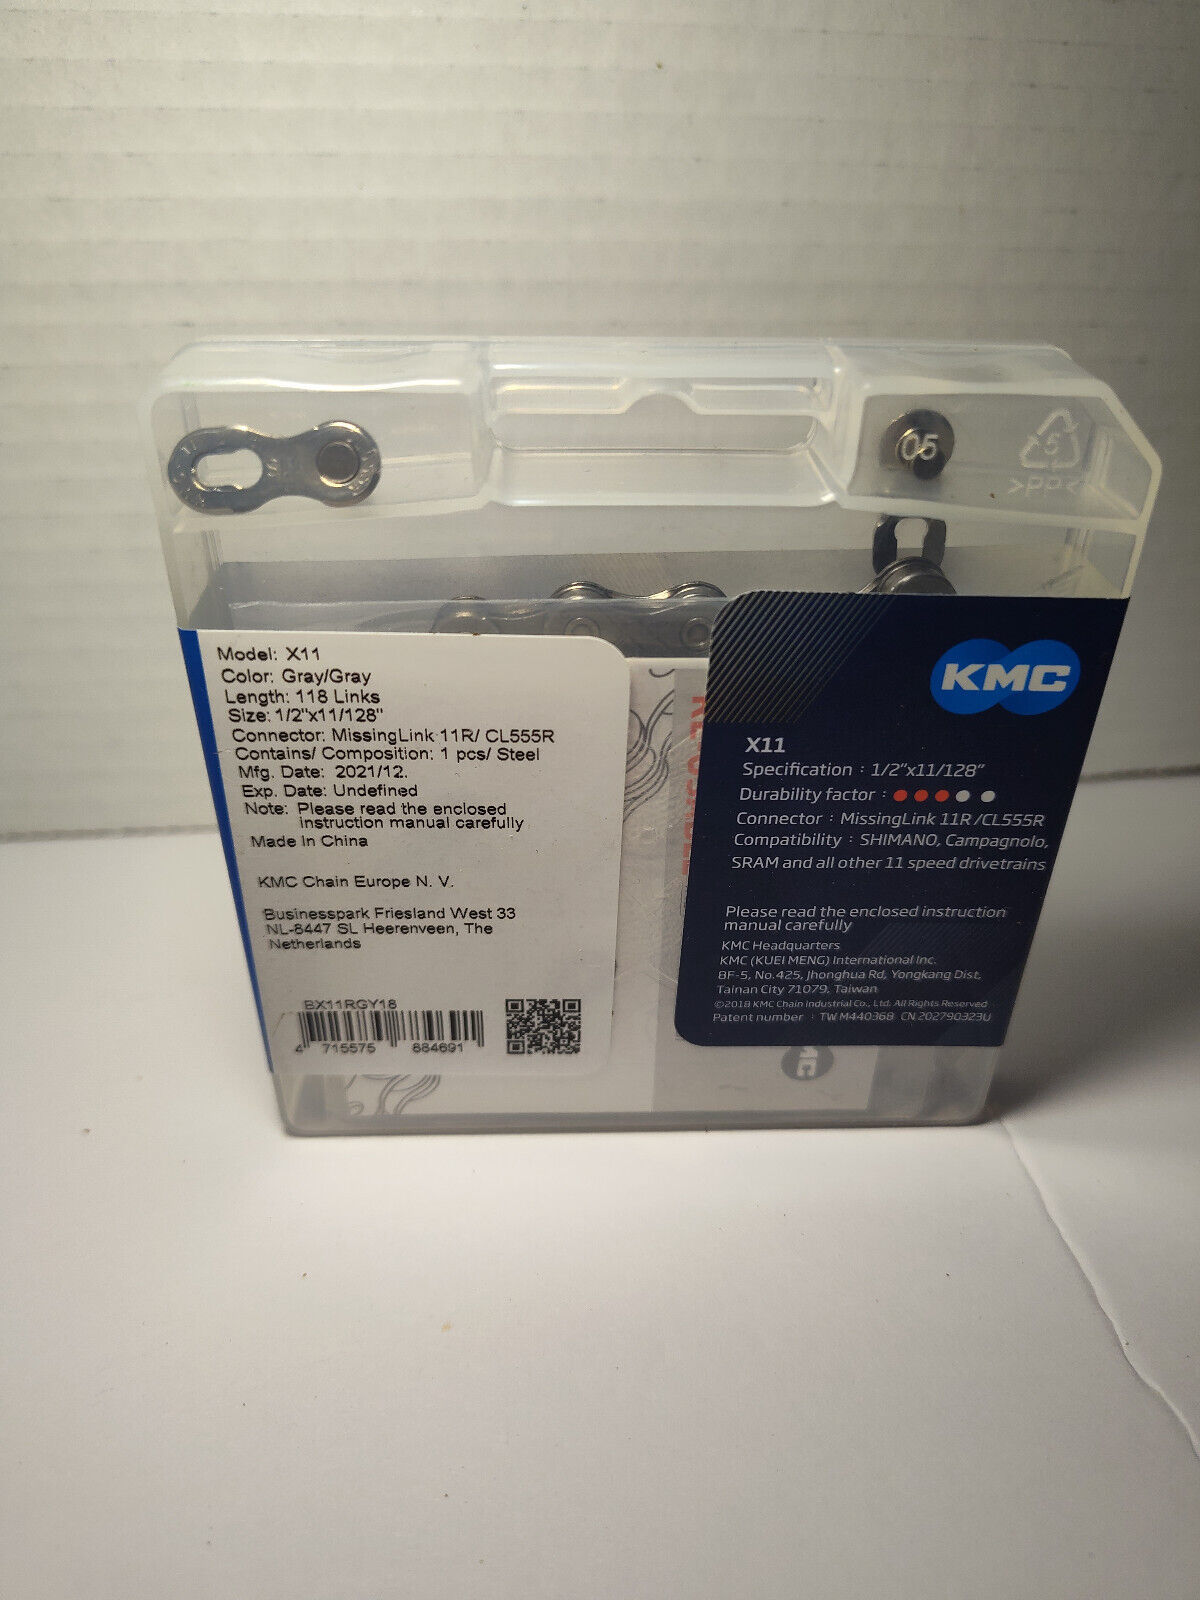 05
5
>PP<
Model: X11
Color: Gray/Gray
Length: 118 Links
Size: 1/2"x11/128"
Connector: MissingLink 11R/ CL555R
Contains/ Composition: 1 pcs/ Steel
Mfg. Date: 2021/12.
Exp. Date: Undefined
Note: Please read the enclosed
instruction manual carefully
Made In China
KMC Chain Europe N. V.
Businesspark Friesland West 33
NL-8447 SL Heerenveen, The
Netherlands
BX11RGY18
4 715575 884691
KMC
X11
Specification : 1/2"x11/128"
Durability factor :
Connector : MissingLink 11R /CL555R
Compatibility : SHIMANO, Campagnolo,
SRAM and all other 11 speed drivetrains
Please read the enclosed instruction
manual carefully
KMC Headquarters
KMC (KUEI MENG) International Inc.
8F-5, No.425, Jhonghua Rd, Yongkang Dist,
Tainan City 71079, Taiwan
©2018 KMC Chain Industrial Co., Ltd. All Rights Reserved
Patent number : TW M440368 CN 202790323U
KMC